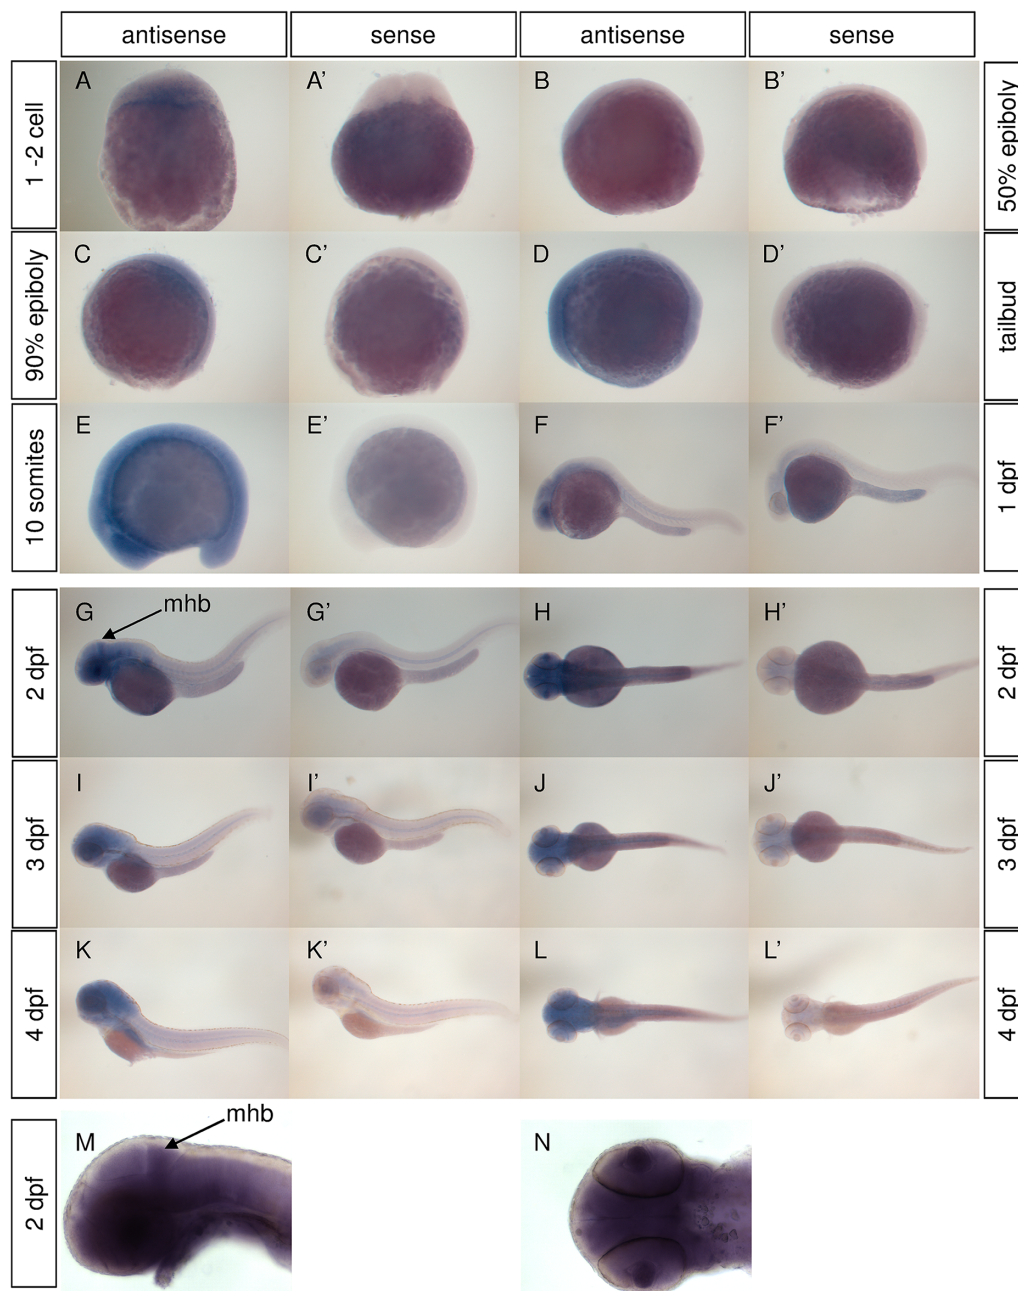 antisense sense antisense sense
1 -2 cell A A’ B B’ 50% epiboly
90% epiboly C C’ D D’ tailbud
10 somites E E’ F F’ 1 dpf
2 dpf G mhb G’ H H’ 2 dpf
3 dpf I I’ J J’ 3 dpf
4 dpf K K’ L L’ 4 dpf
2 dpf M mhb N